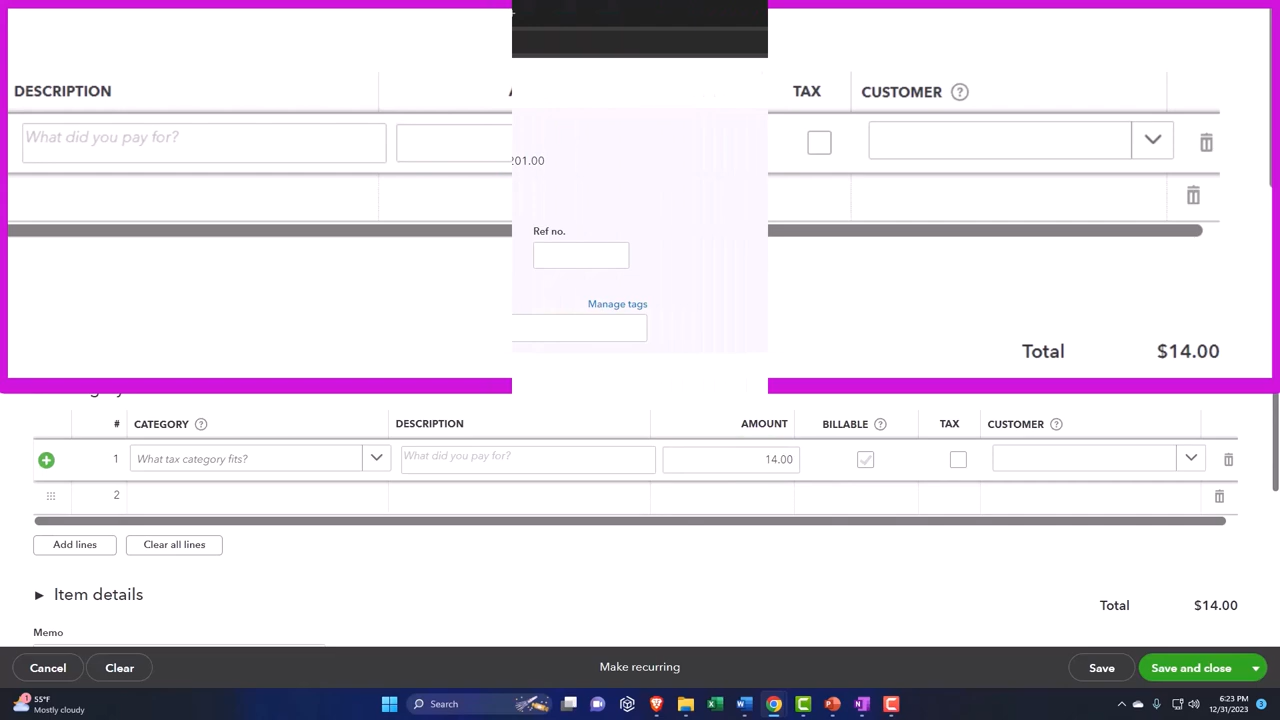 DESCRIPTION TAX CUSTOMER ?
What did you pay for?
201.00
Ref no.
Manage tags
Total $14.00
# CATEGORY ? DESCRIPTION AMOUNT BILLABLE ? TAX CUSTOMER ?
1 What tax category fits? What did you pay for? 14.00
2
Add lines Clear all lines
Item details
Total $14.00
Memo
Cancel Clear Make recurring Save Save and close
1 55°F
Mostly cloudy
Search
6:23 PM
12/31/2023
3